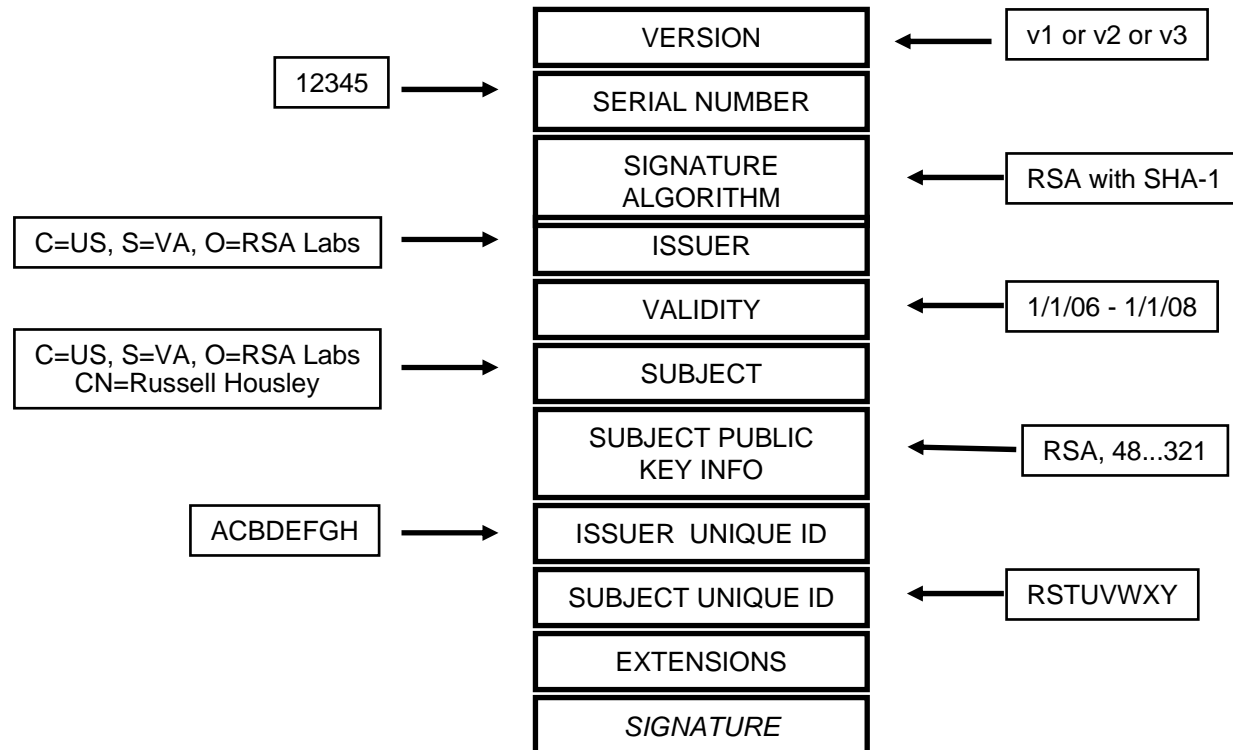 VERSION
v1 or v2 or v3
12345
SERIAL NUMBER
SIGNATURE
ALGORITHM
RSA with SHA-1
C=US, S=VA, O=RSA Labs
ISSUER
VALIDITY
1/1/06 - 1/1/08
C=US, S=VA, O=RSA Labs
CN=Russell Housley
SUBJECT
SUBJECT PUBLIC
KEY INFO
RSA, 48...321
ACBDEFGH
ISSUER UNIQUE ID
SUBJECT UNIQUE ID
RSTUVWXY
EXTENSIONS
SIGNATURE